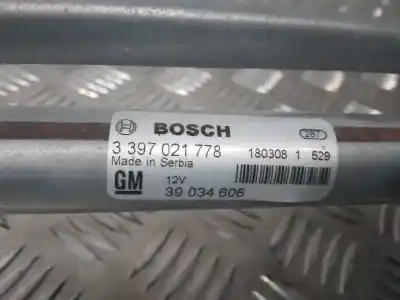 BOSCH
3 397 021 778 180308 1 529
Made in Serbia
GM 12V
39 034 606